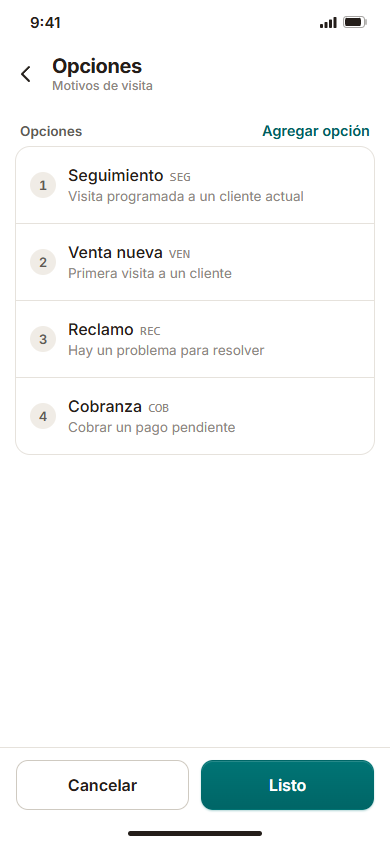 9:41
Opciones
Motivos de visita
Opciones
Agregar opción
1
Seguimiento SEG
Visita programada a un cliente actual
2
Venta nueva VEN
Primera visita a un cliente
3
Reclamo REC
Hay un problema para resolver
4
Cobranza COB
Cobrar un pago pendiente
Cancelar
Listo